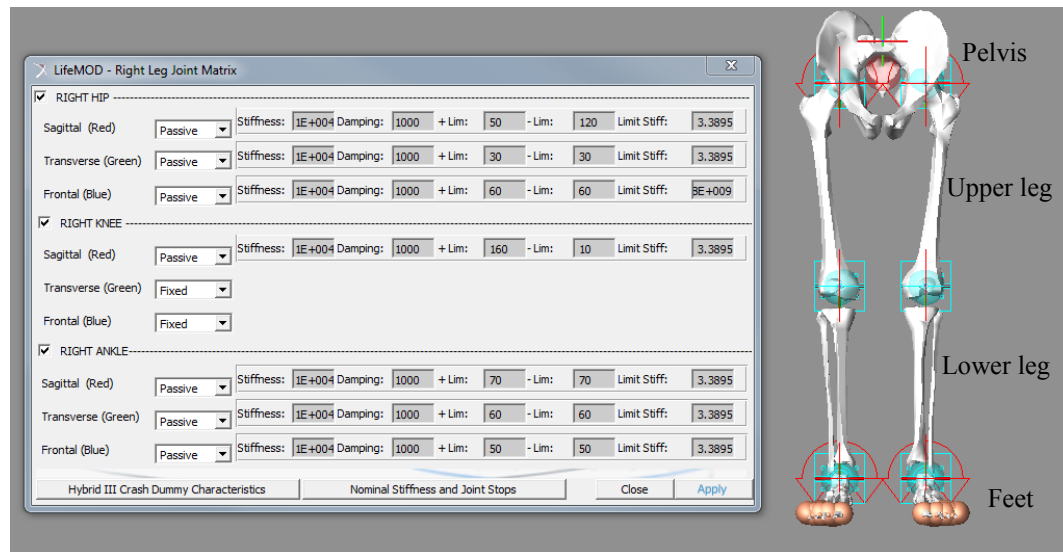 LifeMOD - Right Leg Joint Matrix
RIGHT HIP
Sagittal (Red) Passive Stiffness: 1E+004 Damping: 1000 + Lim: 50 - Lim: 120 Limit Stiff: 3.3895
Transverse (Green) Passive Stiffness: 1E+004 Damping: 1000 + Lim: 30 - Lim: 30 Limit Stiff: 3.3895
Frontal (Blue) Passive Stiffness: 1E+004 Damping: 1000 + Lim: 60 - Lim: 60 Limit Stiff: E+009
RIGHT KNEE
Sagittal (Red) Passive Stiffness: 1E+004 Damping: 1000 + Lim: 160 - Lim: 10 Limit Stiff: 3.3895
Transverse (Green) Fixed
Frontal (Blue) Fixed
RIGHT ANKLE
Sagittal (Red) Passive Stiffness: 1E+004 Damping: 1000 + Lim: 70 - Lim: 70 Limit Stiff: 3.3895
Transverse (Green) Passive Stiffness: 1E+004 Damping: 1000 + Lim: 60 - Lim: 60 Limit Stiff: 3.3895
Frontal (Blue) Passive Stiffness: 1E+004 Damping: 1000 + Lim: 50 - Lim: 50 Limit Stiff: 3.3895
Hybrid III Crash Dummy Characteristics Nominal Stiffness and Joint Stops Close Apply
Pelvis
Upper leg
Lower leg
Feet